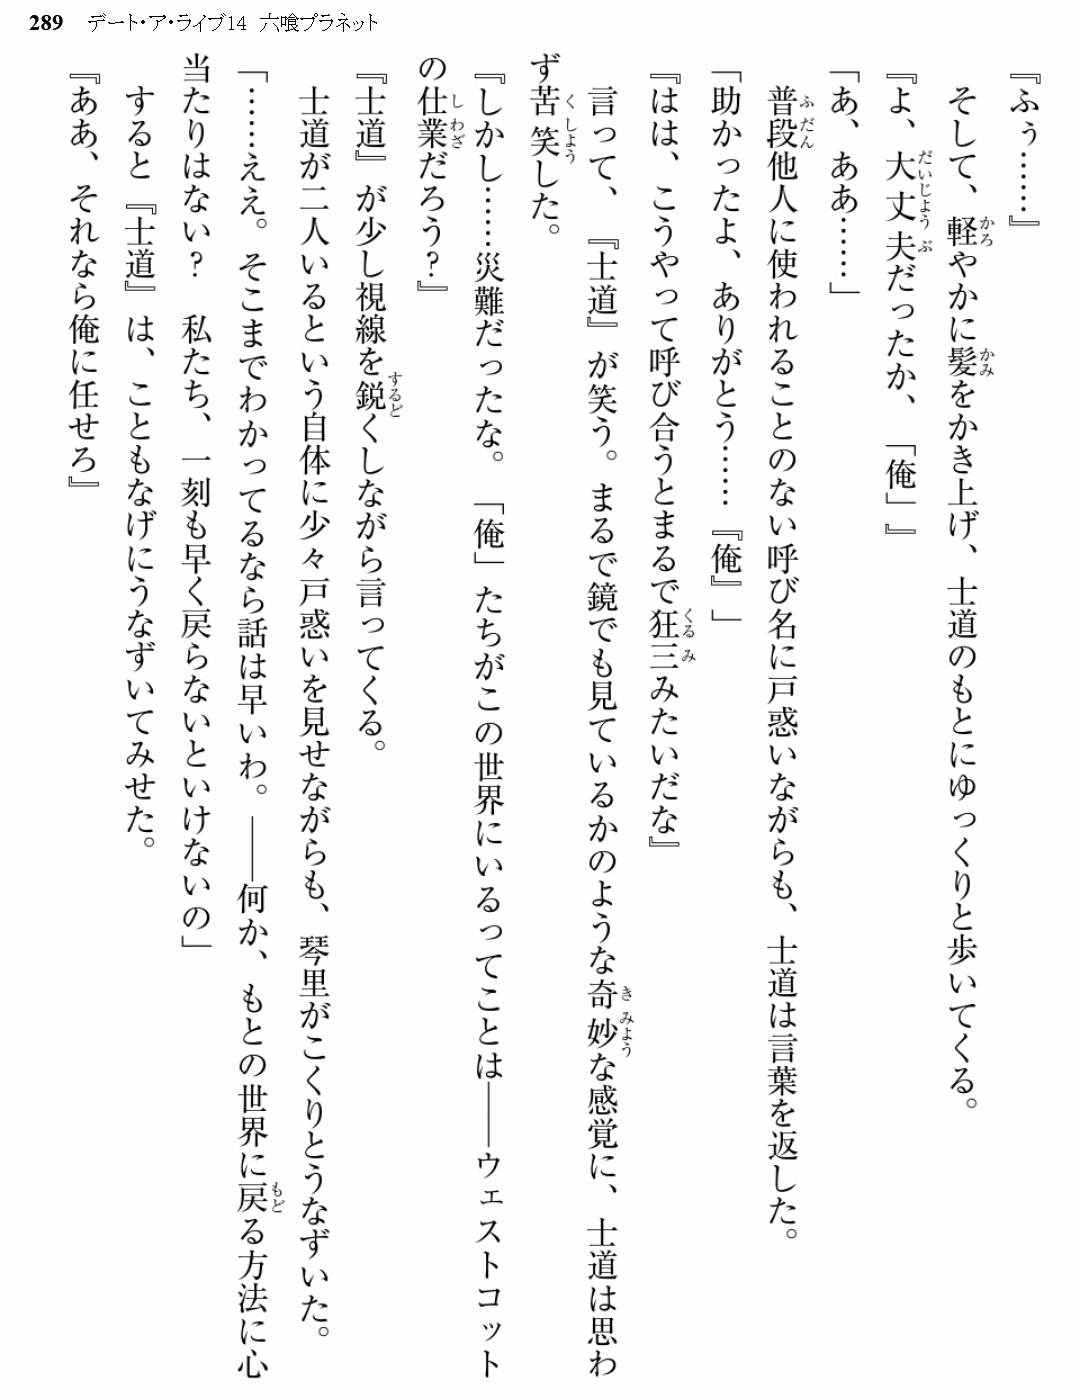 289 デート・ア・ライブ14 六喰プラネット
『ふぅ……』
そして、軽やかに髪をかき上げ、士道のもとにゆっくりと歩いてくる。
『よ、大丈夫だったか、「俺」』
「あ、ああ……」
普段他人に使われることのない呼び名に戸惑いながらも、士道は言葉を返した。
「助かったよ、ありがとう……『俺』」
『はは、こうやって呼び合うとまるで狂三みたいだな』
言って、『士道』が笑う。まるで鏡でも見ているかのような奇妙な感覚に、士道は思わ
ず苦笑した。
『しかし……災難だったな。「俺」たちがこの世界にいるってことは――ウェストコット
の仕業だろう？』
『士道』が少し視線を鋭くしながら言ってくる。
士道が二人いるという自体に少々戸惑いを見せながらも、琴里がこくりとうなずいた。
「……ええ。そこまでわかってるなら話は早いわ。――何か、もとの世界に戻る方法に心
当たりはない？　私たち、一刻も早く戻らないといけないの」
すると『士道』は、こともなげにうなずいてみせた。
『ああ、それなら俺に任せろ』